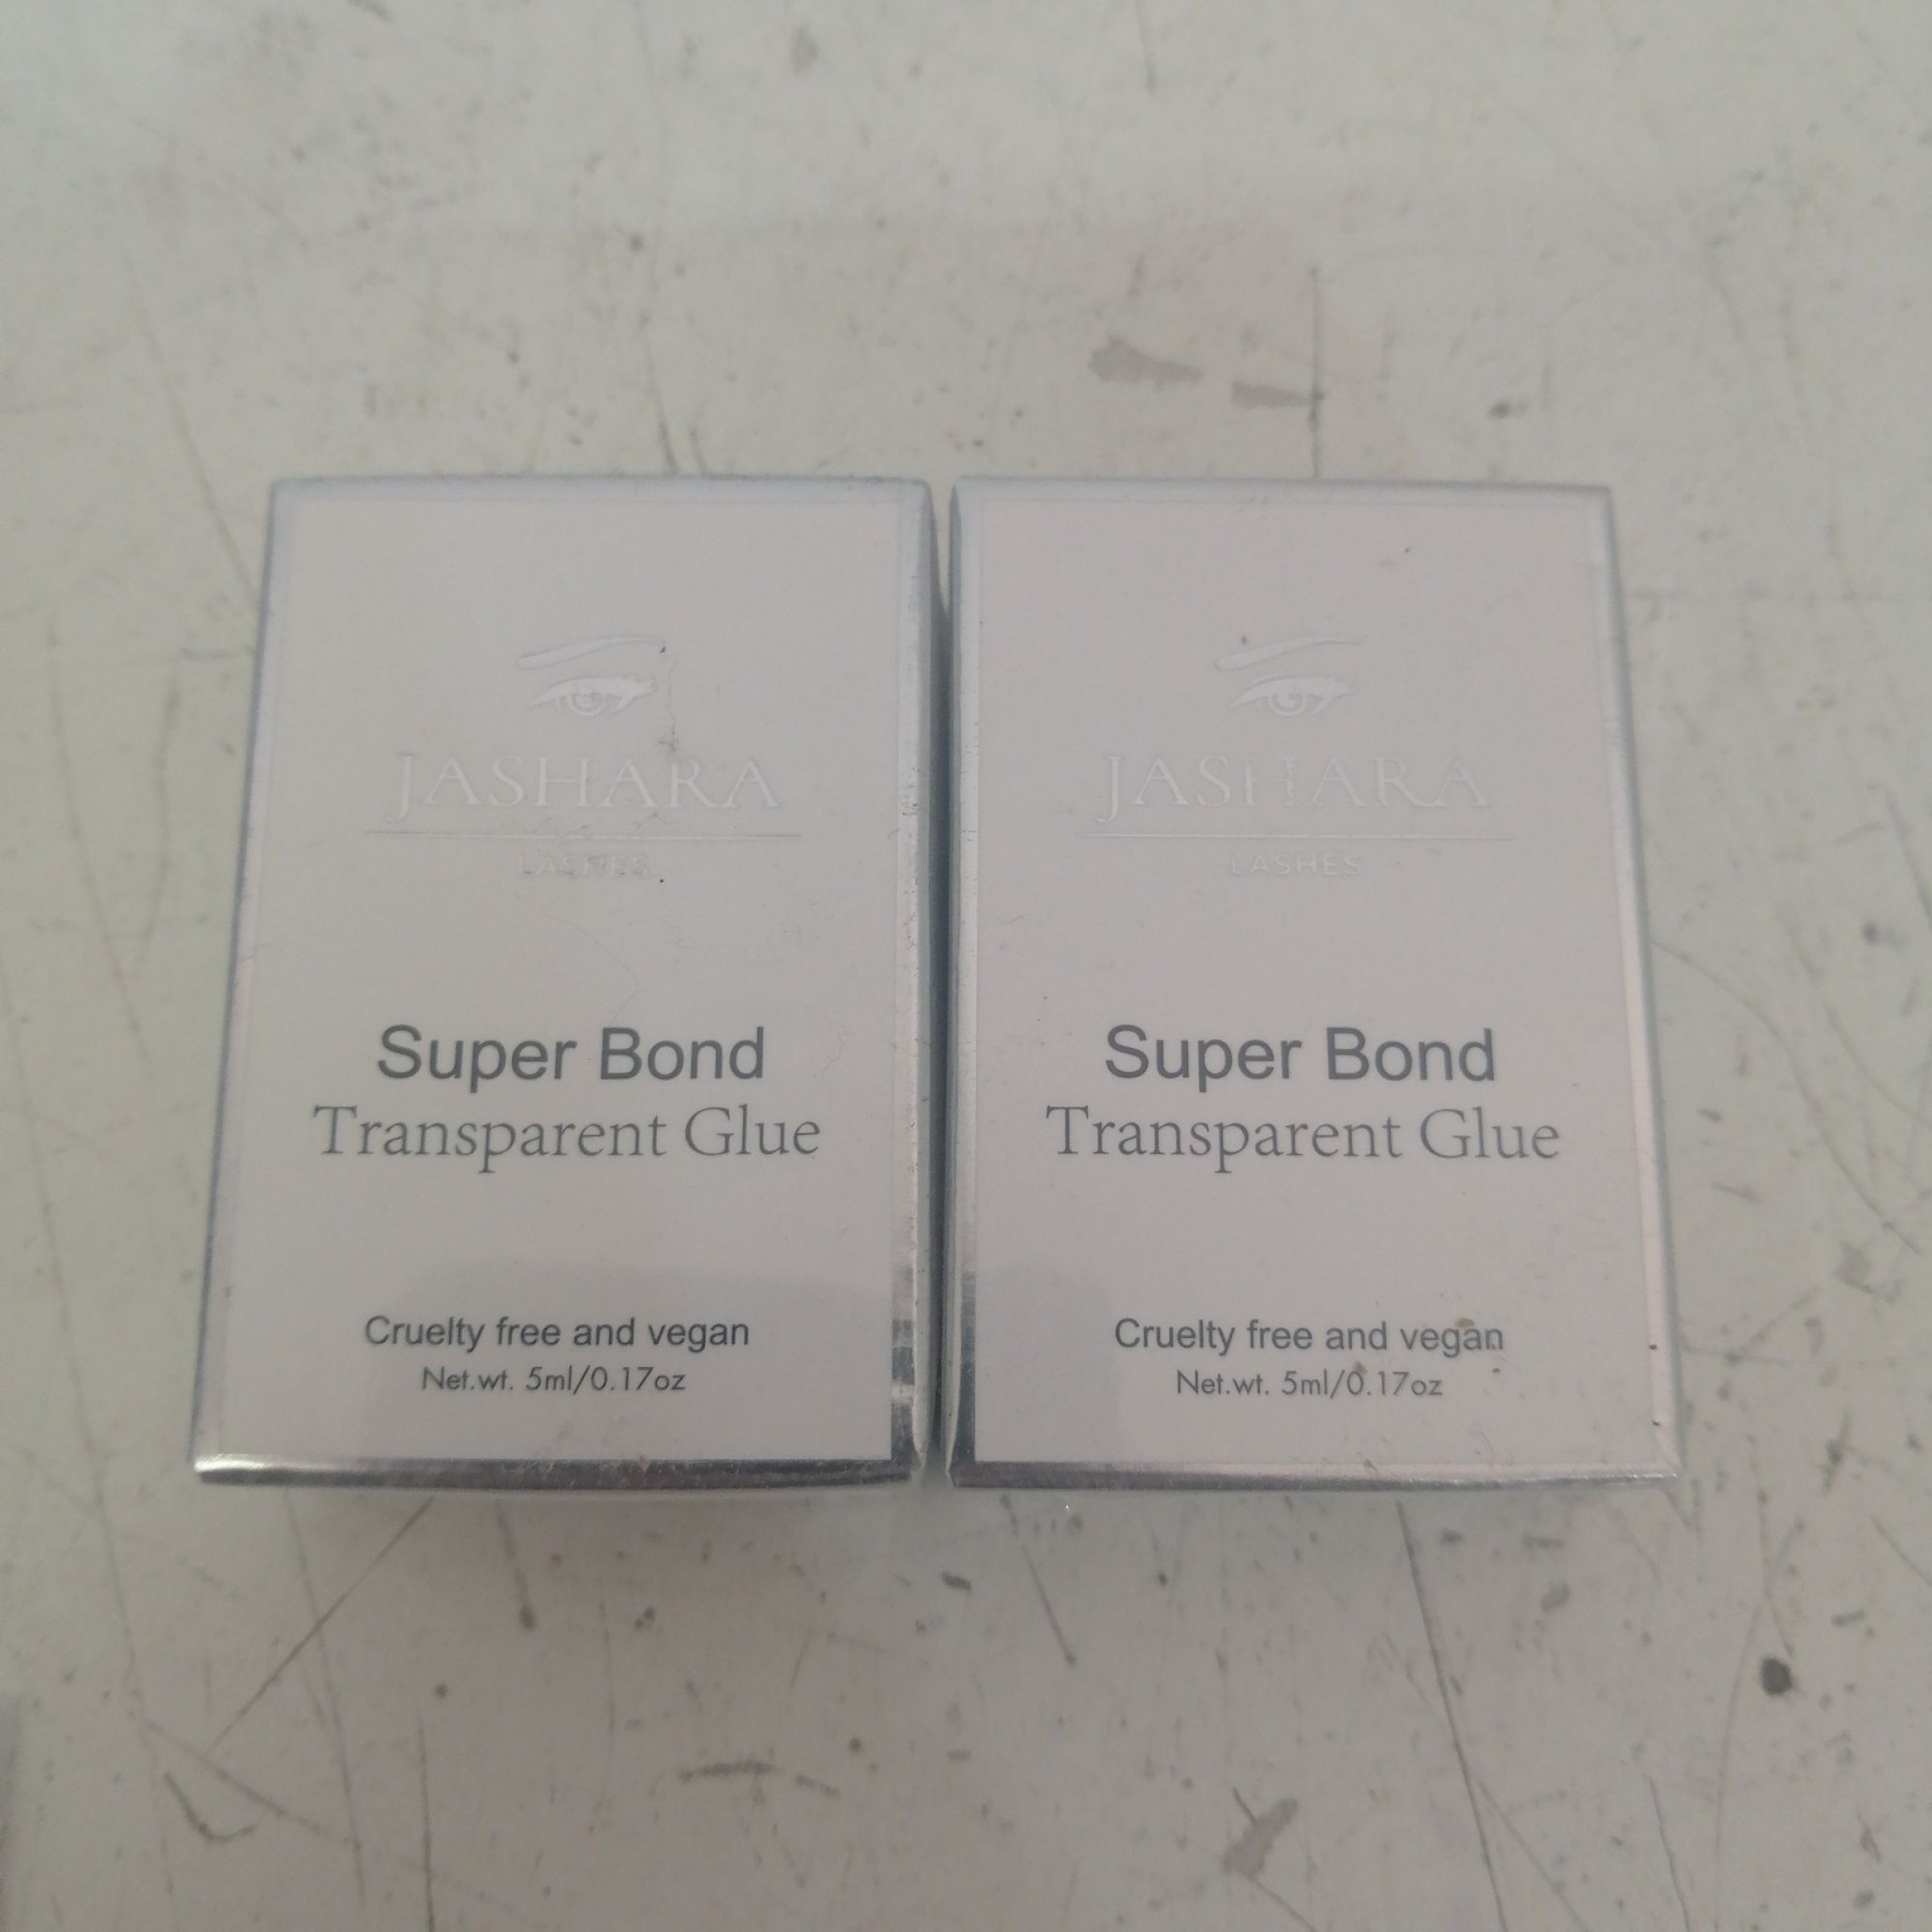 JASHARA
LASHES
Super Bond
Transparent Glue
Cruelty free and vegan
Net.wt. 5ml/0.17oz
JASHARA
LASHES
Super Bond
Transparent Glue
Cruelty free and vegan
Net.wt. 5ml/0.17oz